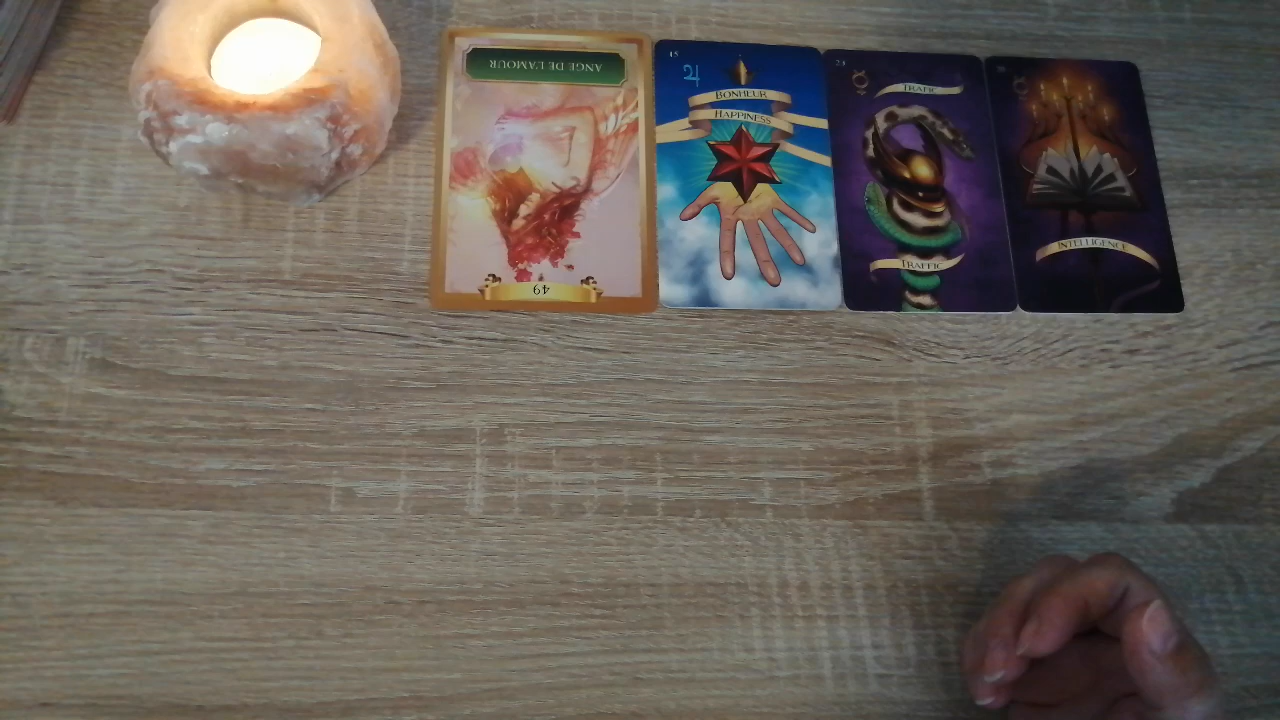 ANGE DE L'AMOUR
49
15
BONHEUR
HAPPINESS
TRAFIC
TRAFFIC
INTELLIGENCE